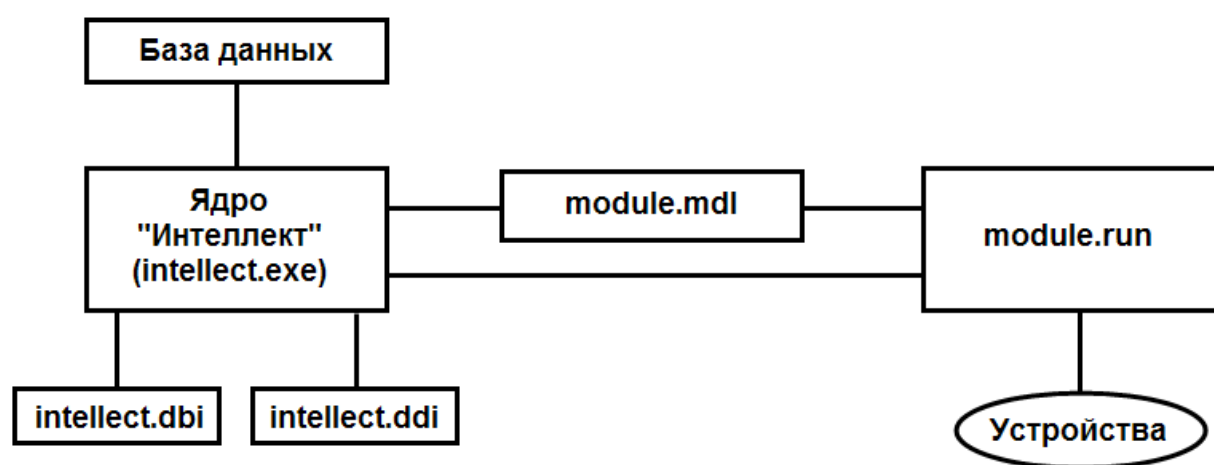 База данных
Ядро
"Интеллект"
(intellect.exe)
module.mdl
module.run
intellect.dbi
intellect.ddi
Устройства